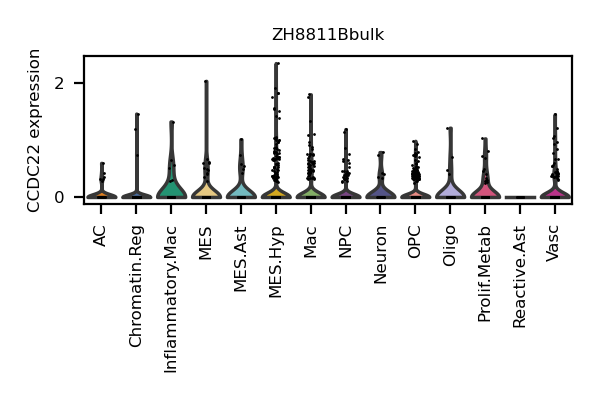 ZH8811Bbulk
CCDC22 expression
2
0
AC
Chromatin.Reg
Inflammatory.Mac
MES
MES.Ast
MES.Hyp
Mac
NPC
Neuron
OPC
Oligo
Prolif.Metab
Reactive.Ast
Vasc